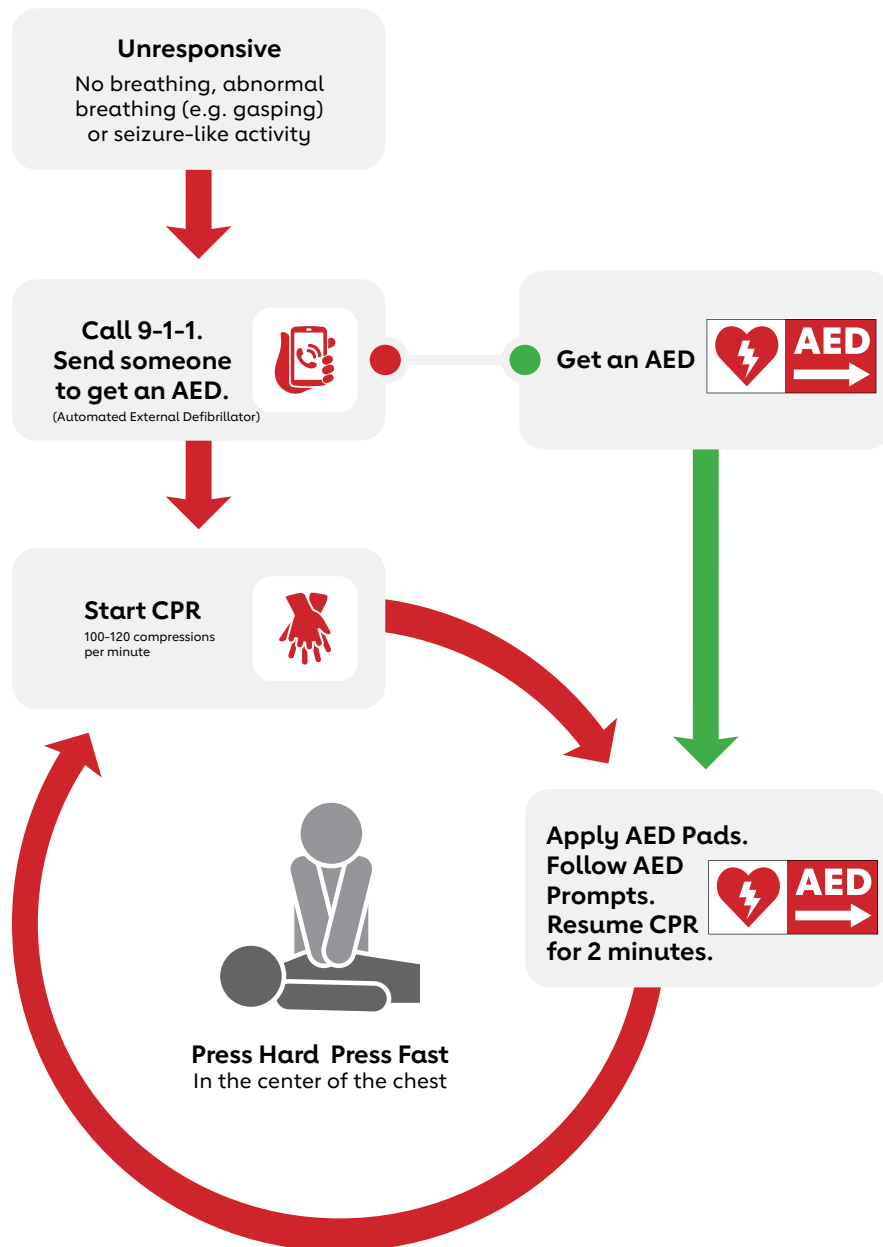 Unresponsive
No breathing, abnormal
breathing (e.g. gasping)
or seizure-like activity
Call 9-1-1.
Send someone
to get an AED.
(Automated External Defibrillator)
Get an AED
AED
Start CPR
100-120 compressions
per minute
Apply AED Pads.
Follow AED
Prompts.
Resume CPR
for 2 minutes.
AED
Press Hard Press Fast
In the center of the chest